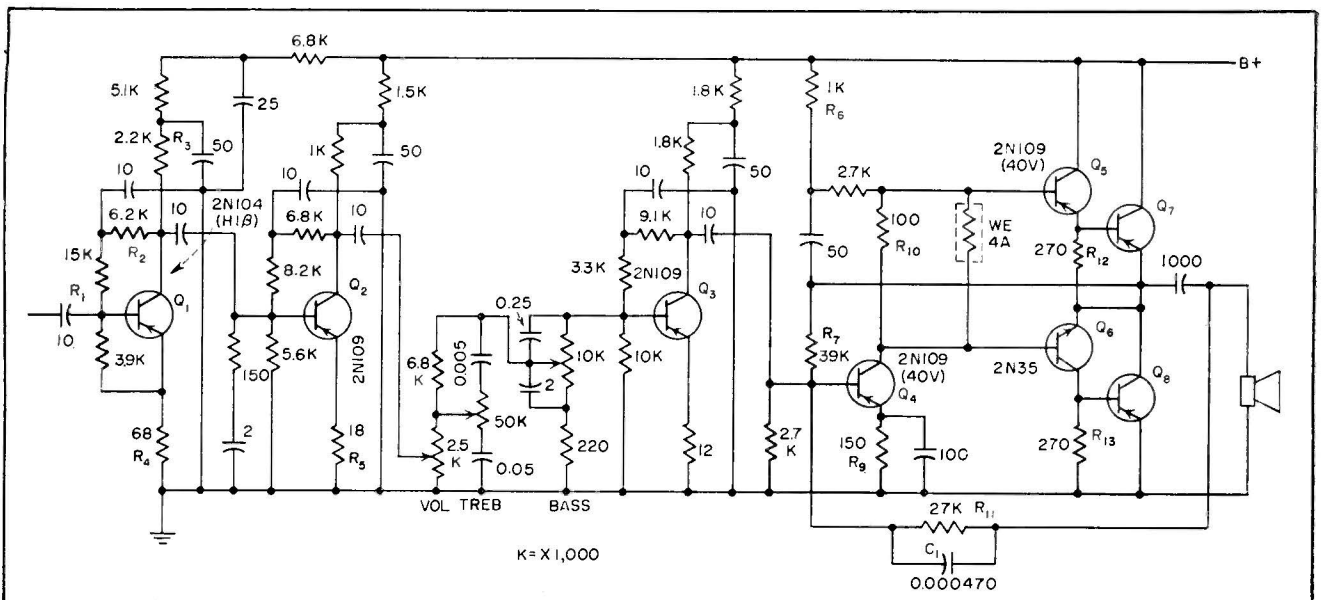 6.8K
B+
5.1K
25
1.5K
1.8K
1K
R6
2.2K
R3
50
1K
50
1.8K
50
2N109
(40V)
Q5
10
10
10
2.7K
2N104
(HIβ)
Q7
6.2K
10
6.8K
10
9.1K
10
100
R10
WE
4A
R2
50
270
R12
1000
15K
8.2K
3.3K
2N109
R1
Q1
Q2
0.25
Q3
Q6
10
R7
39K
2N109
(40V)
2N35
3.9K
150
5.6K
2N109
6.8
K
0.005
10K
10K
Q4
Q8
2
50K
68
R4
2
18
R5
2.5
K
0.05
220
12
2.7
K
150
R9
100
270
R13
VOL TREB
BASS
27K
R11
K=X1,000
C1
0.000470